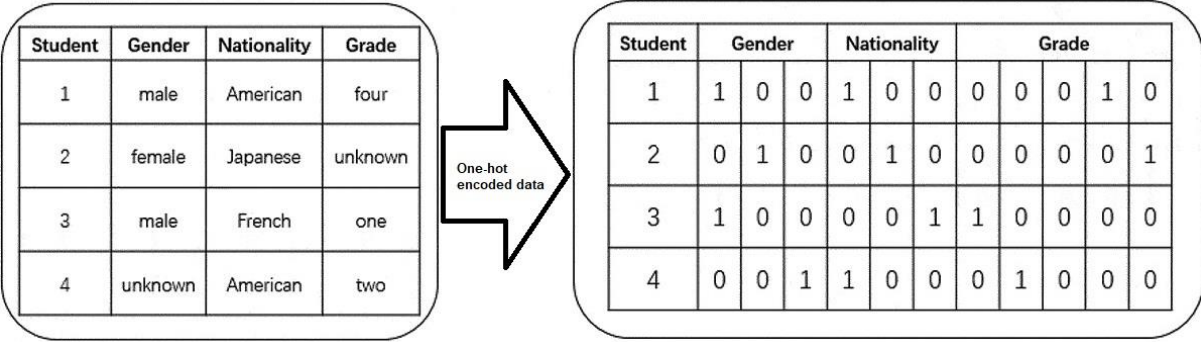 Student Gender Nationality Grade
1 male American four
2 female Japanese unknown
3 male French one
4 unknown American two
One-hot
encoded data
Student Gender Nationality Grade
1 1 0 0 1 0 0 0 0 0 1 0
2 0 1 0 0 1 0 0 0 0 0 1
3 1 0 0 0 0 1 1 0 0 0 0
4 0 0 1 1 0 0 0 1 0 0 0